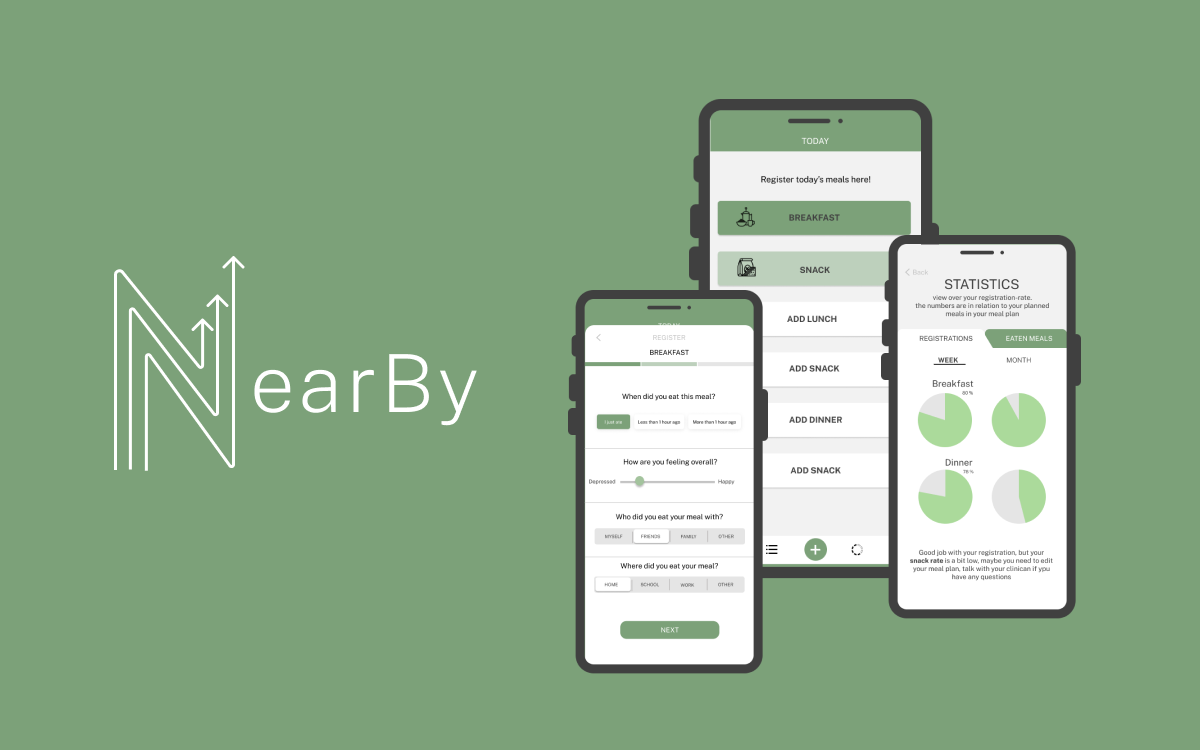 NearBy
TODAY
Register today's meals here!
BREAKFAST
SNACK
ADD LUNCH
ADD SNACK
ADD DINNER
ADD SNACK
REGISTER
BREAKFAST
When did you eat this meal?
I just ate
Less than 1 hour ago
More than 1 hour ago
How are you feeling overall?
Depressed
Happy
Who did you eat your meal with?
MYSELF
FRIENDS
FAMILY
OTHER
Where did you eat your meal?
HOME
SCHOOL
WORK
OTHER
NEXT
Back
STATISTICS
view over your registration-rate.
the numbers are in relation to your planned
meals in your meal plan
REGISTRATIONS
EATEN MEALS
WEEK
MONTH
Breakfast
80 %
Dinner
78 %
Good job with your registration, but your
snack rate is a bit low, maybe you need to edit
your meal plan, talk with your clinican if ypu
have any questions